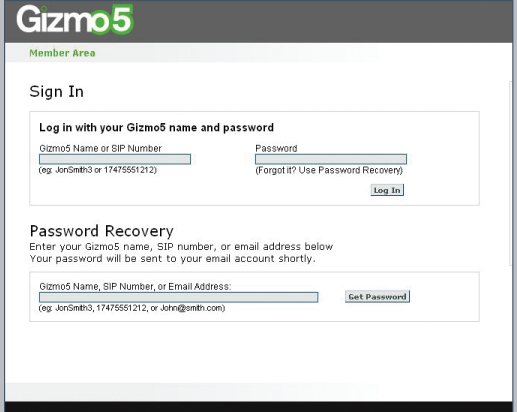 Gizmo5
Member Area
Sign In
Log in with your Gizmo5 name and password
Gizmo5 Name or SIP Number
Password
(eg: JonSmith3 or 17475551212)
(Forgot it? Use Password Recovery)
Log In
Password Recovery
Enter your Gizmo5 name, SIP number, or email address below
Your password will be sent to your email account shortly.
Gizmo5 Name, SIP Number, or Email Address:
Get Password
(eg: JonSmith3, 17475551212, or John@smith.com)